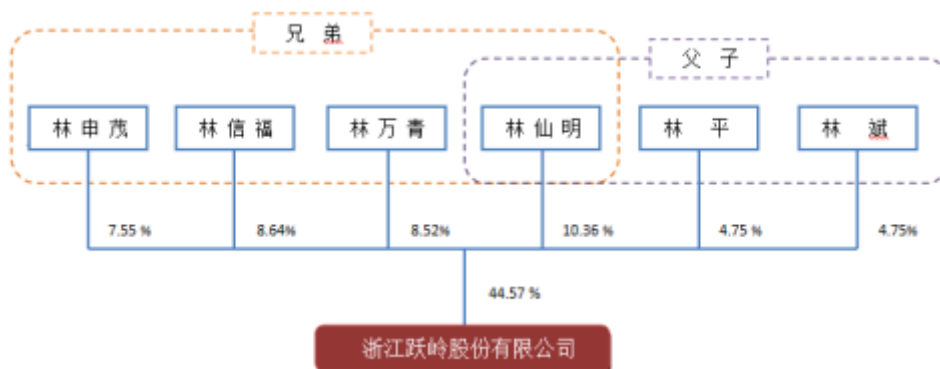 兄 弟
父 子
林 申 茂
林 信 福
林 万 青
林 仙 明
林 平
林 斌
7.55 %
8.64%
8.52%
10.36 %
4.75 %
4.75%
44.57 %
浙江跃岭股份有限公司